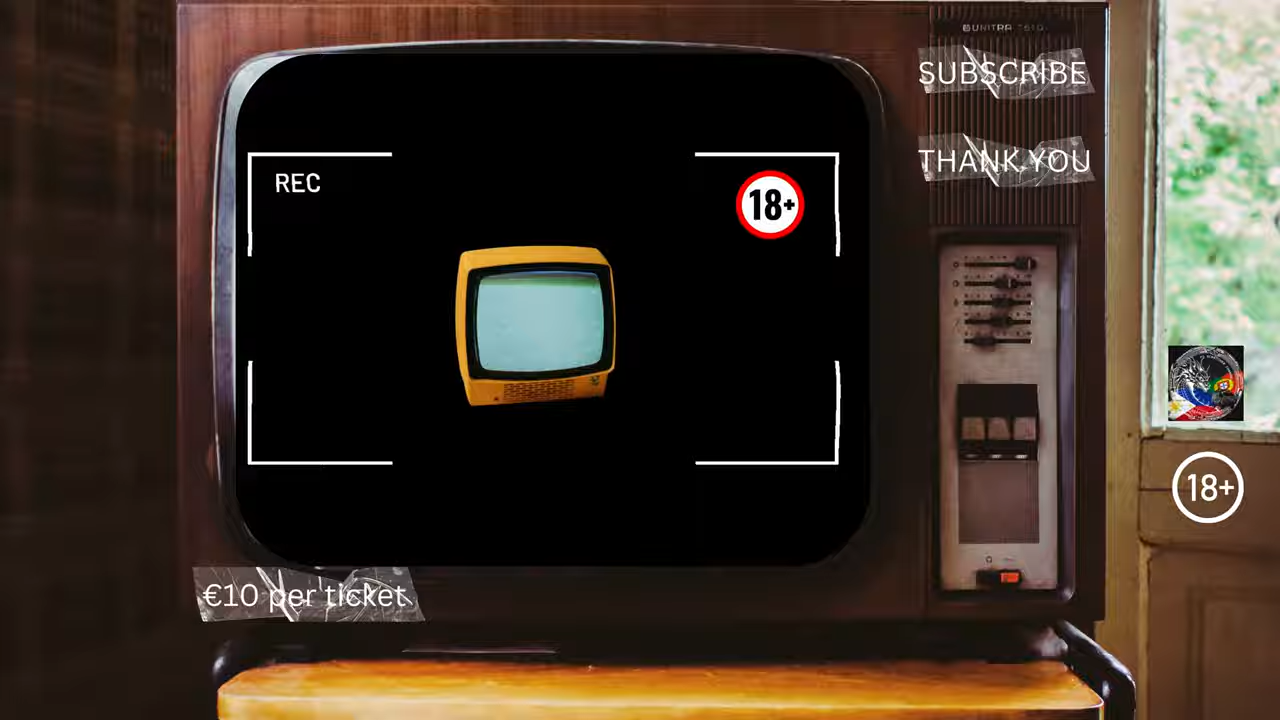 SUBSCRIBE
THANK YOU
REC
18+
18+
€10 per ticket